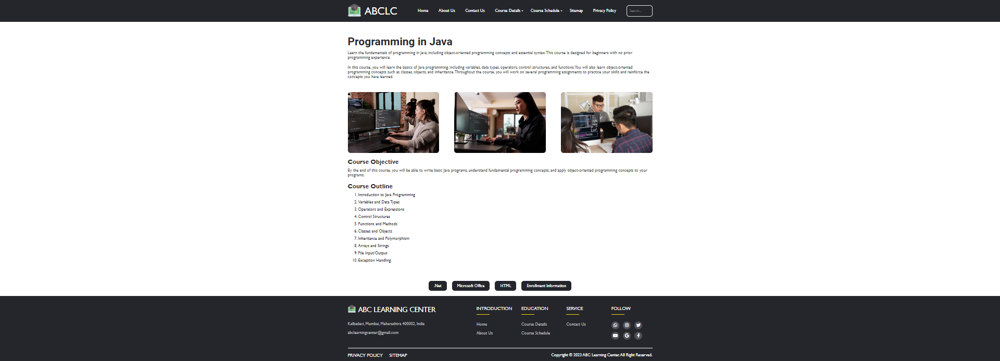 ABCLC
Home
About Us
Contact Us
Course Details
Course Schedule
Sitemap
Privacy Policy
Search...
Programming in Java
Learn the fundamentals of programming in Java, including object-oriented programming concepts and essential syntax. This course is designed for beginners with no prior
programming experience.
In this course, you will learn the basics of Java programming, including variables, data types, operators, control structures, and functions. You will also learn object-oriented
programming concepts such as classes, objects, and inheritance. Throughout the course, you will work on several programming assignments to practice your skills and reinforce the
concepts you have learned.
Course Objective
By the end of this course, you will be able to write basic Java programs, understand fundamental programming concepts, and apply object-oriented programming concepts to your
programs.
Course Outline
1. Introduction to Java Programming
2. Variables and Data Types
3. Operators and Expressions
4. Control Structures
5. Functions and Methods
6. Classes and Objects
7. Inheritance and Polymorphism
8. Arrays and Strings
9. File Input/Output
10. Exception Handling
.Net
Microsoft Office
HTML
Enrollment Information
ABC LEARNING CENTER
Kalbadevi, Mumbai, Maharashtra 400002, India
abclearningcenter@gmail.com
INTRODUCTION
Home
About Us
EDUCATION
Course Details
Course Schedule
SERVICE
Contact Us
FOLLOW
PRIVACY POLICY
SITEMAP
Copyright © 2023 ABC Learning Center. All Right Reserved.